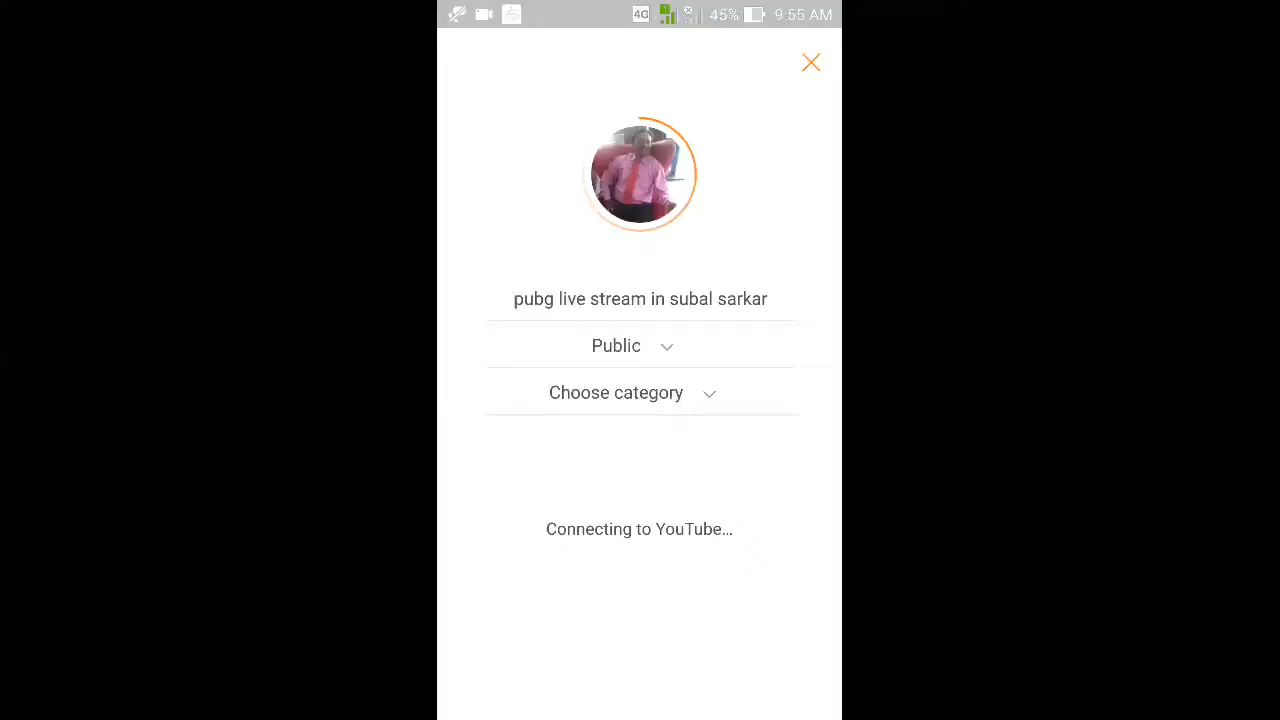 4G 45% 9:55 AM
pubg live stream in subal sarkar
Public
Choose category
Connecting to YouTube...